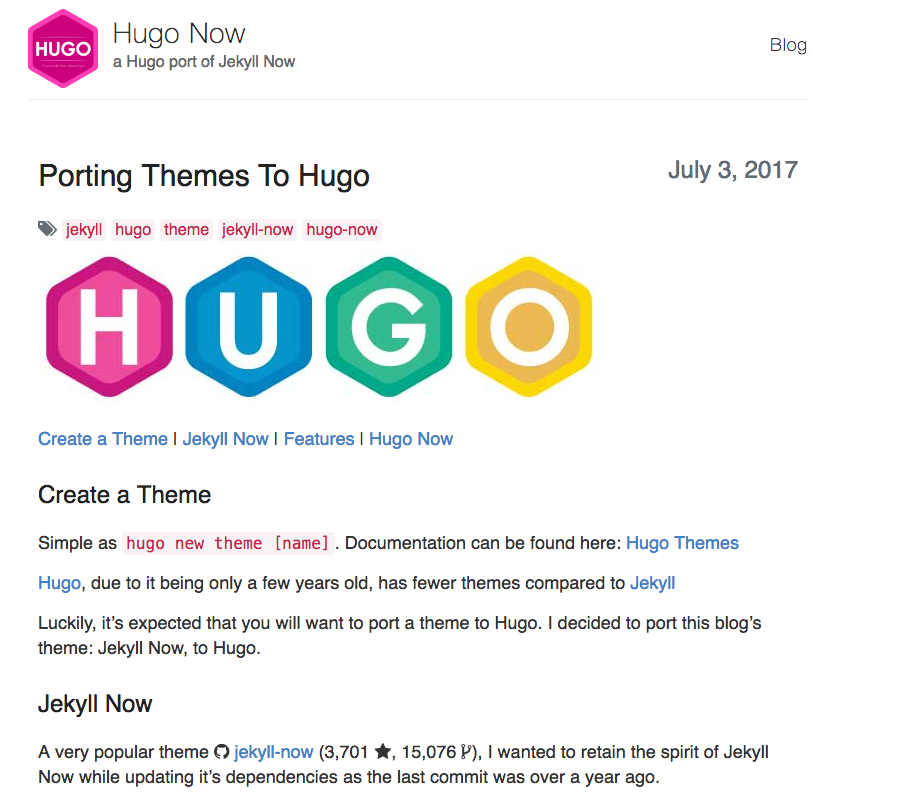 HUGO
Hugo Now
a Hugo port of Jekyll Now
Blog
Porting Themes To Hugo
July 3, 2017
jekyll hugo theme jekyll-now hugo-now
HUGO
Create a Theme | Jekyll Now | Features | Hugo Now
Create a Theme
Simple as hugo new theme [name]. Documentation can be found here: Hugo Themes
Hugo, due to it being only a few years old, has fewer themes compared to Jekyll
Luckily, it’s expected that you will want to port a theme to Hugo. I decided to port this blog’s
theme: Jekyll Now, to Hugo.
Jekyll Now
A very popular theme jekyll-now (3,701 ★, 15,076 ), I wanted to retain the spirit of Jekyll
Now while updating it’s dependencies as the last commit was over a year ago.